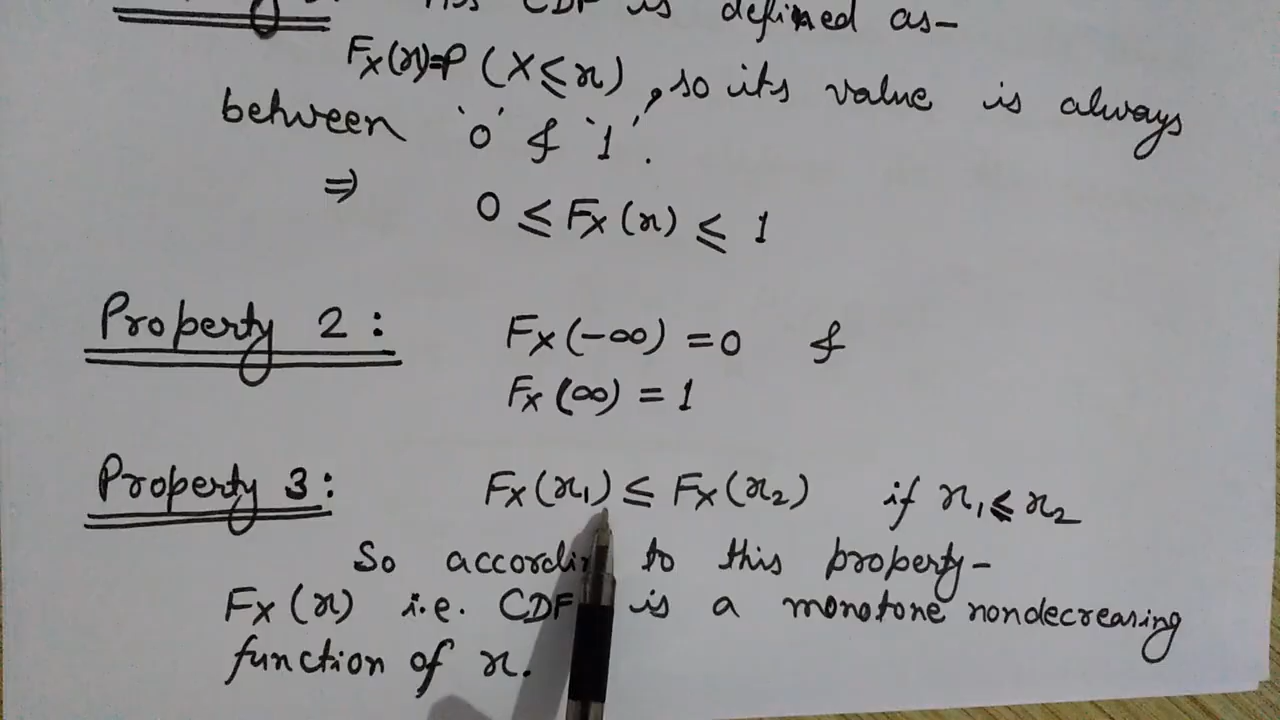 CDF is defined as-
Fx(x)=P (X≤x), so its value is always
between '0' & '1'.
⇒ 0 ≤ Fx(x) ≤ 1
Property 2: Fx(-∞) = 0 &
Fx(∞) = 1
Property 3: Fx(x₁) ≤ Fx(x₂) if x₁≤x₂
So to this property-
Fx(x) i.e. CDF is a monotone nondecreasing
function of x.